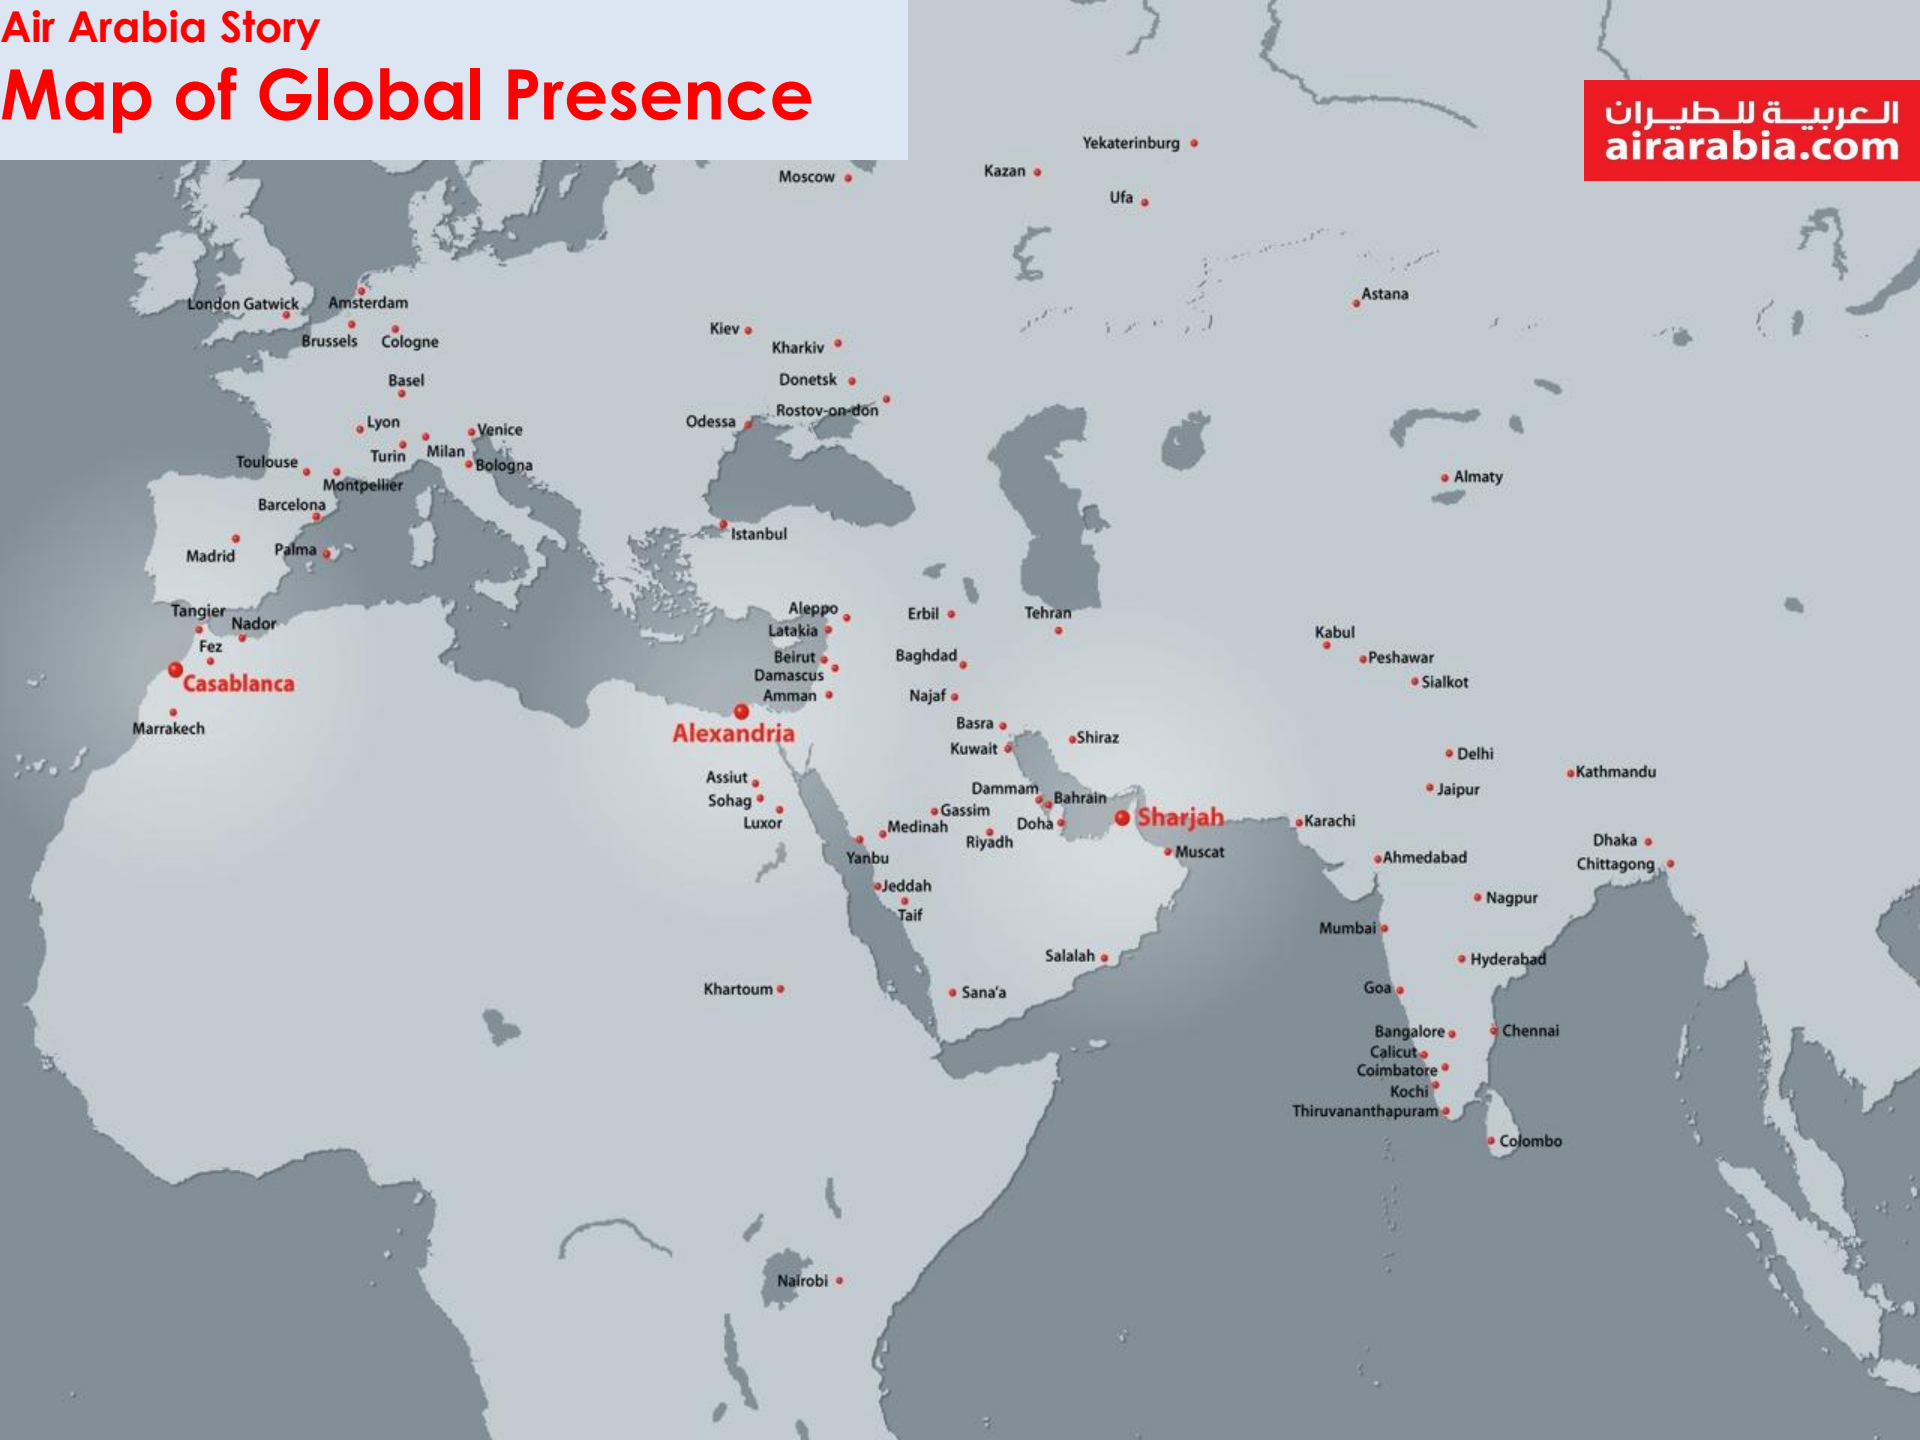 Air Arabia Story
Map of Global Presence
العربية للطيران
airarabia.com
Yekaterinburg
Kazan
Moscow
Ufa
Astana
London Gatwick
Amsterdam
Kiev
Brussels
Cologne
Kharkiv
Basel
Donetsk
Rostov-on-don
Lyon
Odessa
Venice
Turin
Milan
Toulouse
Bologna
Almaty
Montpellier
Barcelona
Istanbul
Madrid
Palma
Tangier
Aleppo
Erbil
Tehran
Nador
Latakia
Kabul
Fez
Beirut
Baghdad
Peshawar
Damascus
Casablanca
Sialkot
Amman
Najaf
Marrakech
Basra
Alexandria
Shiraz
Kuwait
Delhi
Kathmandu
Assiut
Dammam
Jaipur
Sohag
Bahrain
Gassim
Sharjah
Luxor
Medinah
Doha
Karachi
Riyadh
Dhaka
Yanbu
Muscat
Ahmedabad
Chittagong
Jeddah
Nagpur
Taif
Mumbai
Salalah
Hyderabad
Khartoum
Sana'a
Goa
Bangalore
Chennai
Calicut
Coimbatore
Kochi
Thiruvananthapuram
Colombo
Nairobi